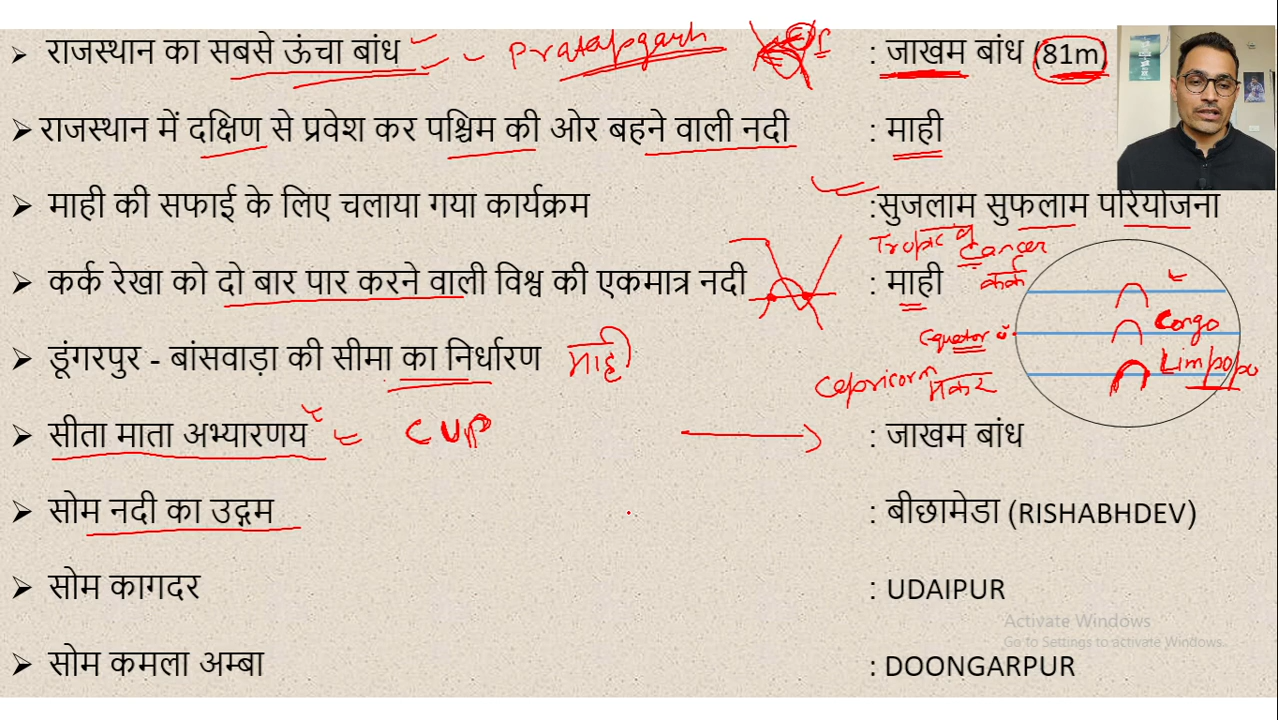 ➤ राजस्थान का सबसे ऊंचा बांध Pratapgarh : जाखम बांध (81m)
➤ राजस्थान में दक्षिण से प्रवेश कर पश्चिम की ओर बहने वाली नदी : माही
➤ माही की सफाई के लिए चलाया गया कार्यक्रम :सुजलाम सुफलाम परियोजना
Tropic of Cancer
कर्क
➤ कर्क रेखा को दो बार पार करने वाली विश्व की एकमात्र नदी : माही
Equator
Congo
➤ डूंगरपुर - बांसवाड़ा की सीमा का निर्धारण माही
Limpopo
Capricorn मकर
➤ सीता माता अभ्यारणय CUP : जाखम बांध
➤ सोम नदी का उद्गम : बीछामेडा (RISHABHDEV)
➤ सोम कागदर : UDAIPUR
Activate Windows
Go to Settings to activate Windows.
➤ सोम कमला अम्बा : DOONGARPUR